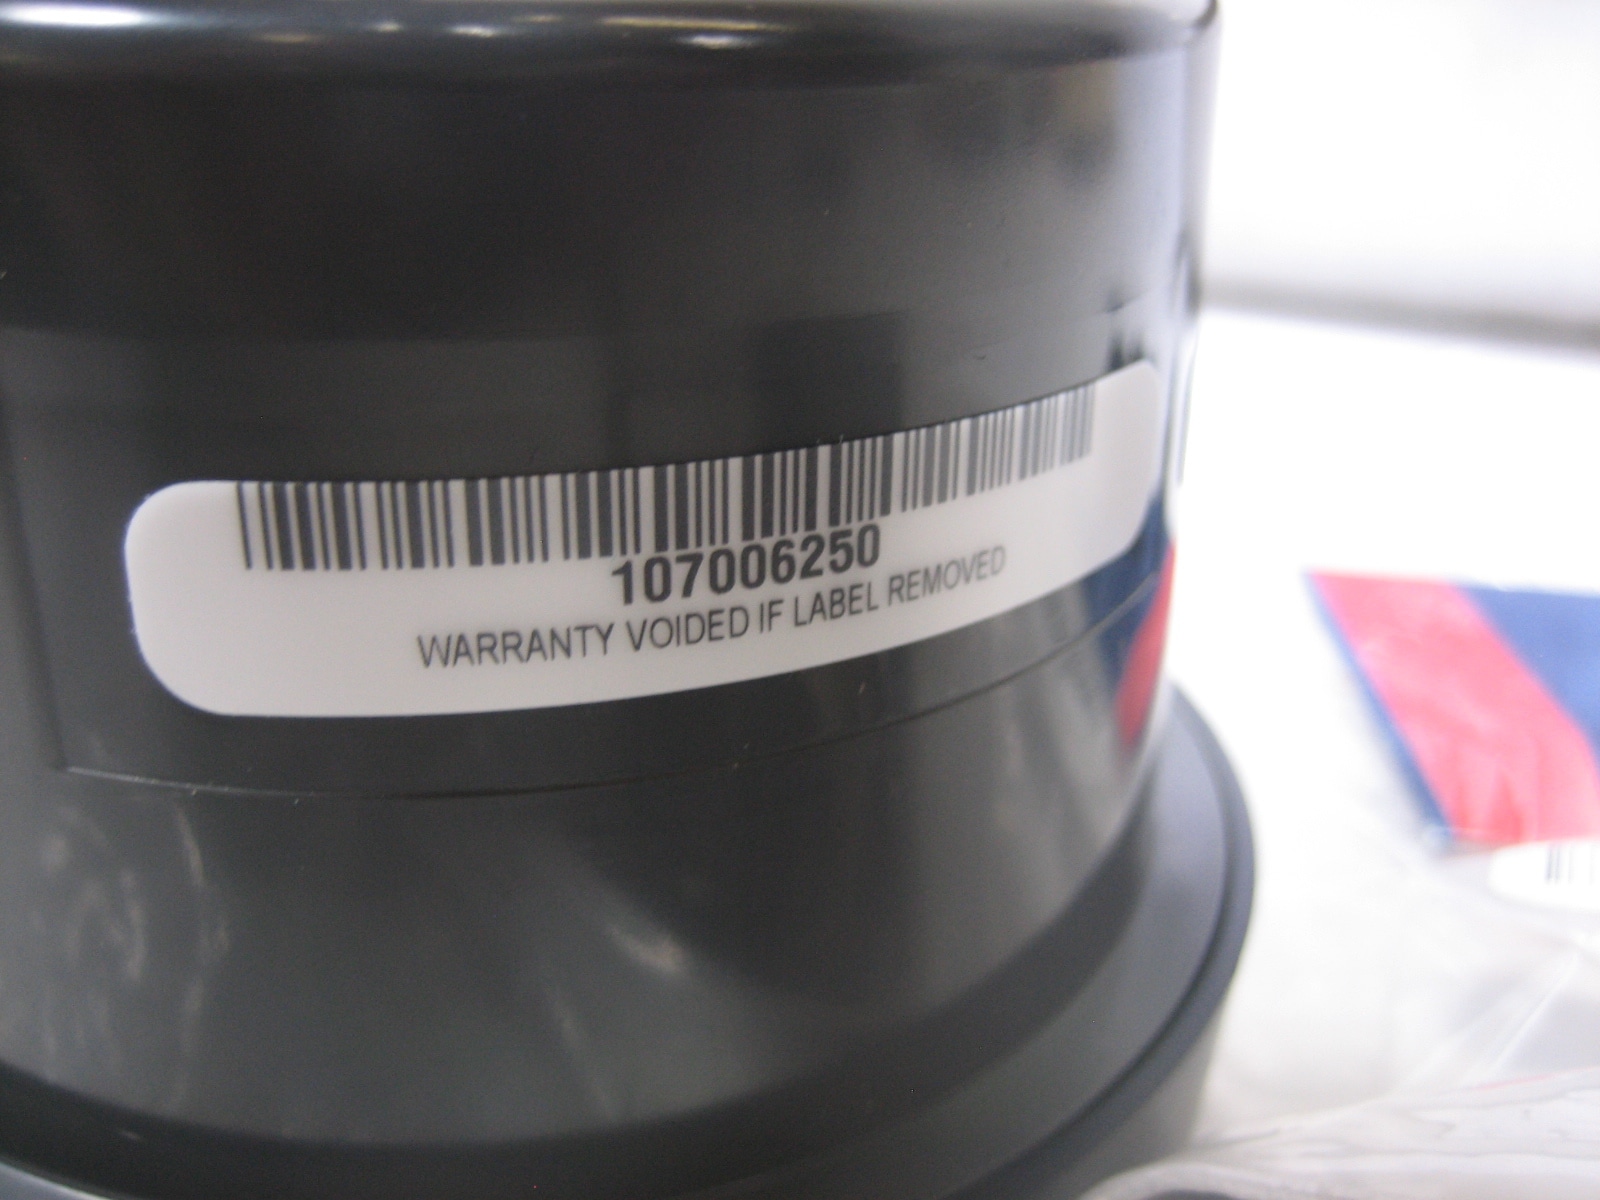 107006250
WARRANTY VOIDED IF LABEL REMOVED